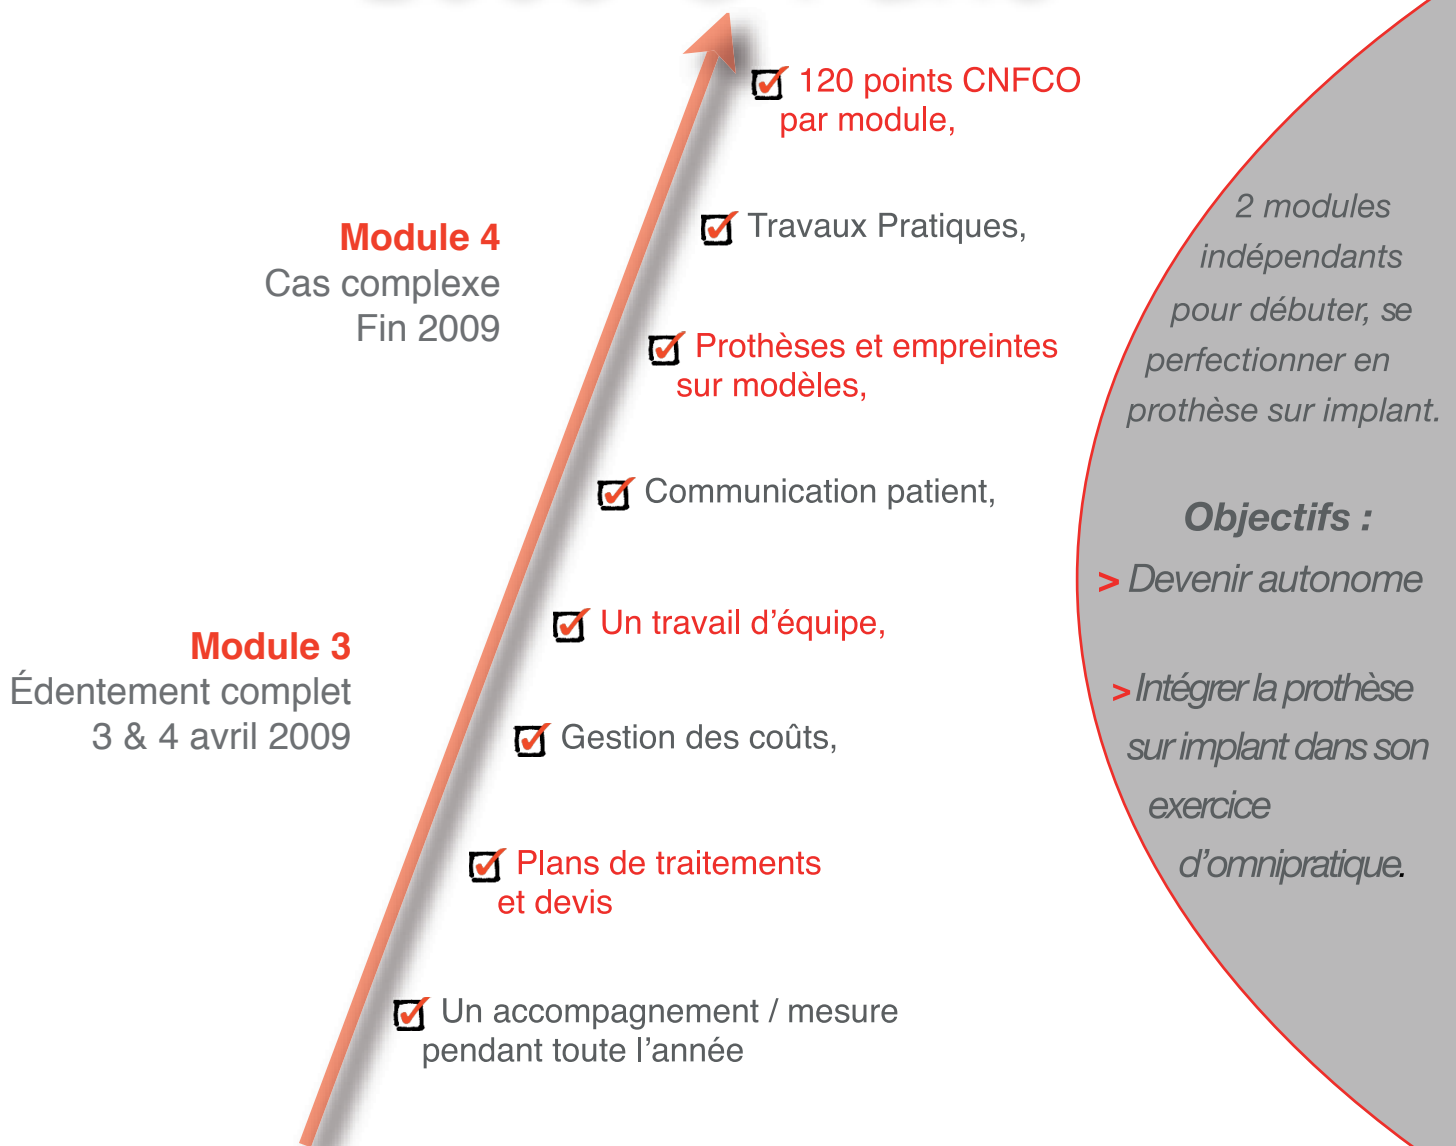 120 points CNFCO
par module,
Travaux Pratiques,
Module 4
Cas complexe
Fin 2009
Prothèses et empreintes
sur modèles,
Communication patient,
Un travail d’équipe,
Module 3
Édentement complet
3 & 4 avril 2009
Gestion des coûts,
Plans de traitements
et devis
Un accompagnement / mesure
pendant toute l’année
2 modules
indépendants
pour débuter, se
perfectionner en
prothèse sur implant.
Objectifs :
> Devenir autonome
> Intégrer la prothèse
sur implant dans son
exercice
d’omnipratique.